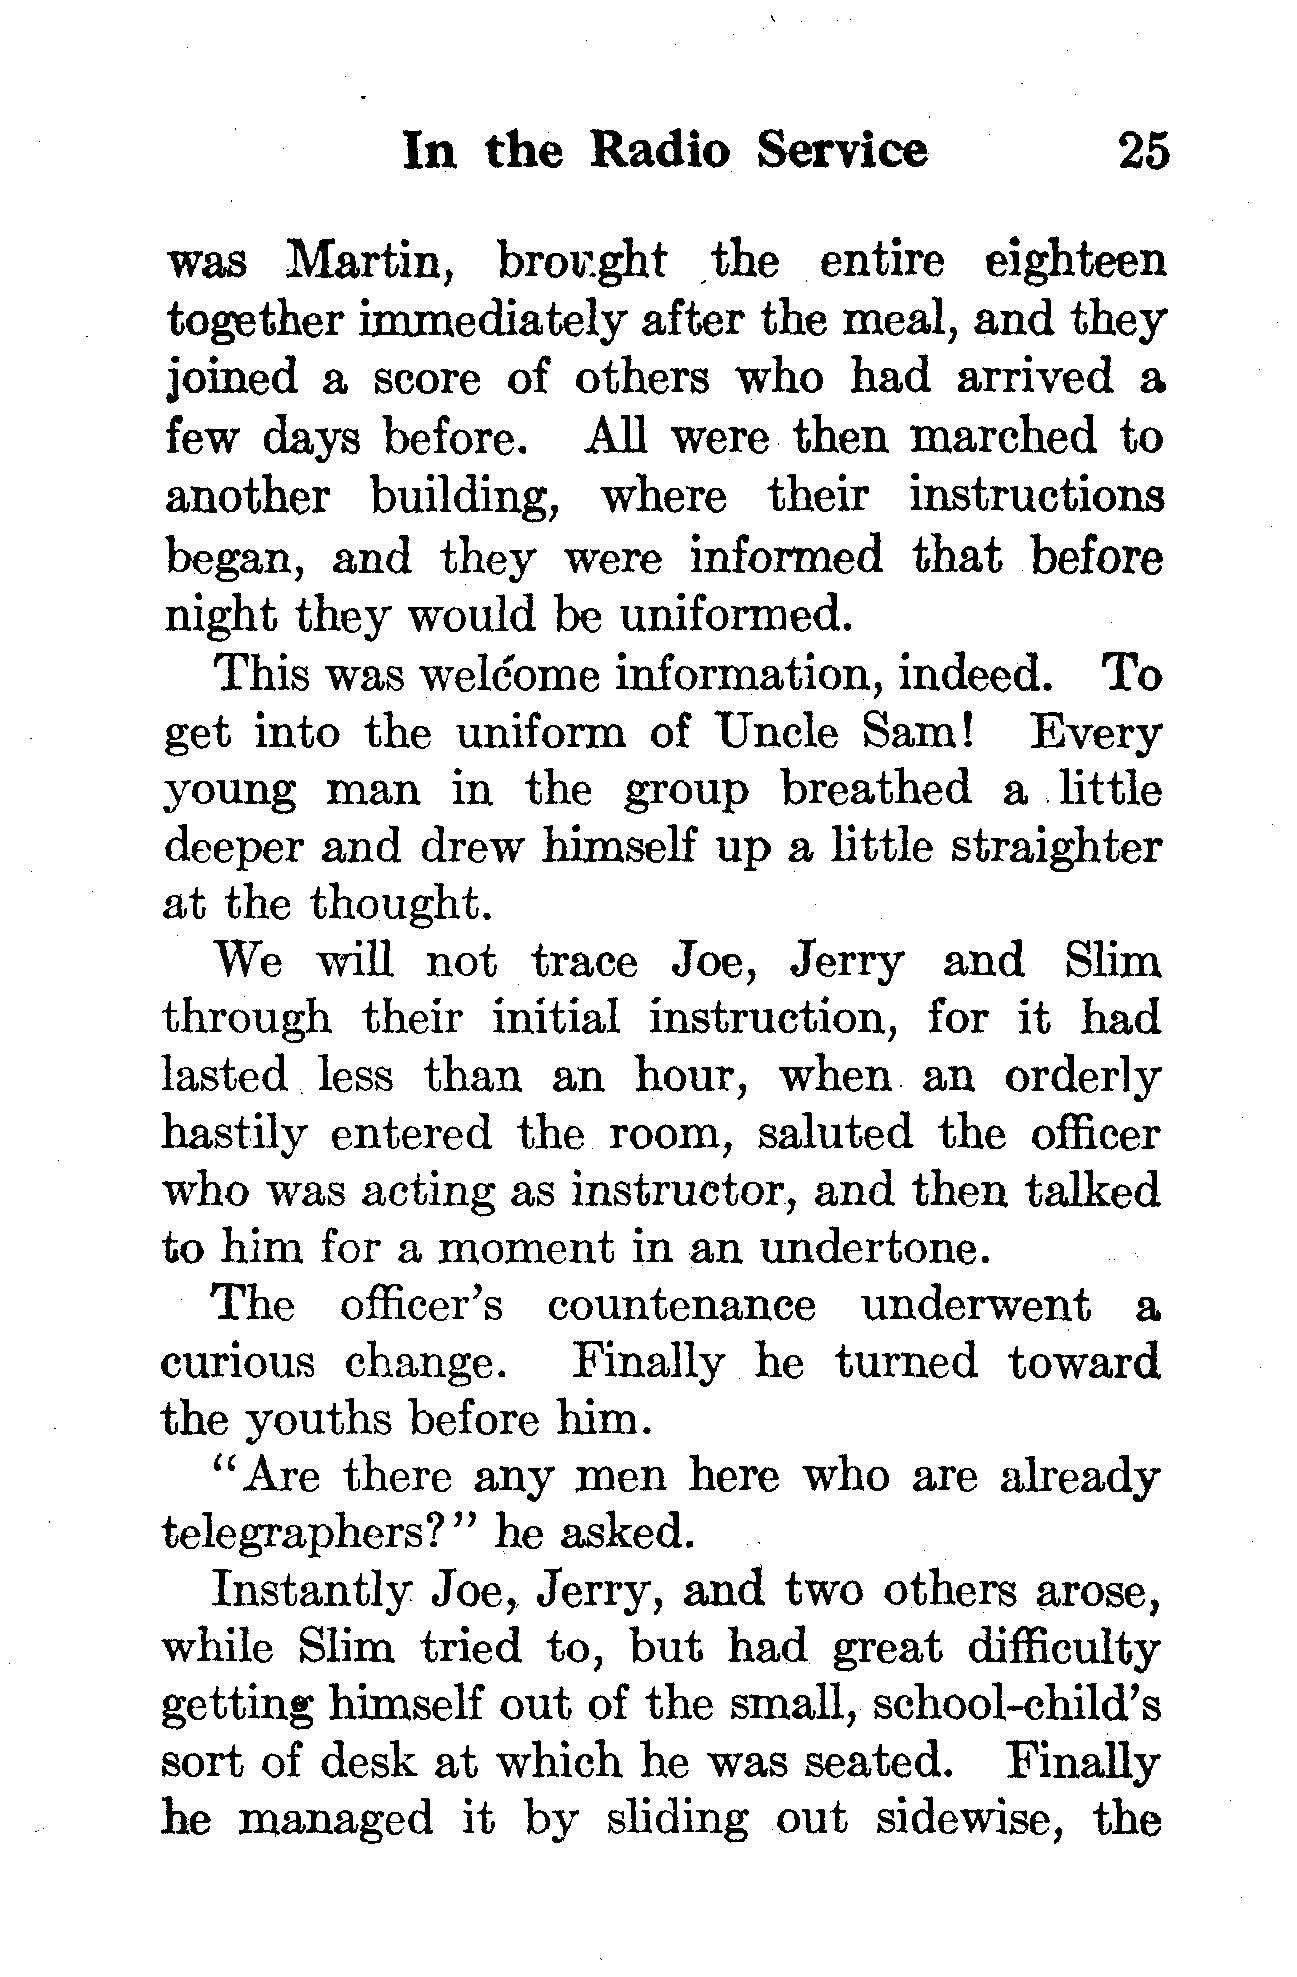 In the Radio Service 25
was Martin, brought the entire eighteen
together immediately after the meal, and they
joined a score of others who had arrived a
few days before. All were then marched to
another building, where their instructions
began, and they were informed that before
night they would be uniformed.
This was welcome information, indeed. To
get into the uniform of Uncle Sam! Every
young man in the group breathed a little
deeper and drew himself up a little straighter
at the thought.
We will not trace Joe, Jerry and Slim
through their initial instruction, for it had
lasted less than an hour, when an orderly
hastily entered the room, saluted the officer
who was acting as instructor, and then talked
to him for a moment in an undertone.
The officer's countenance underwent a
curious change. Finally he turned toward
the youths before him.
"Are there any men here who are already
telegraphers?" he asked.
Instantly Joe, Jerry, and two others arose,
while Slim tried to, but had great difficulty
getting himself out of the small, school-child's
sort of desk at which he was seated. Finally
he managed it by sliding out sidewise, the